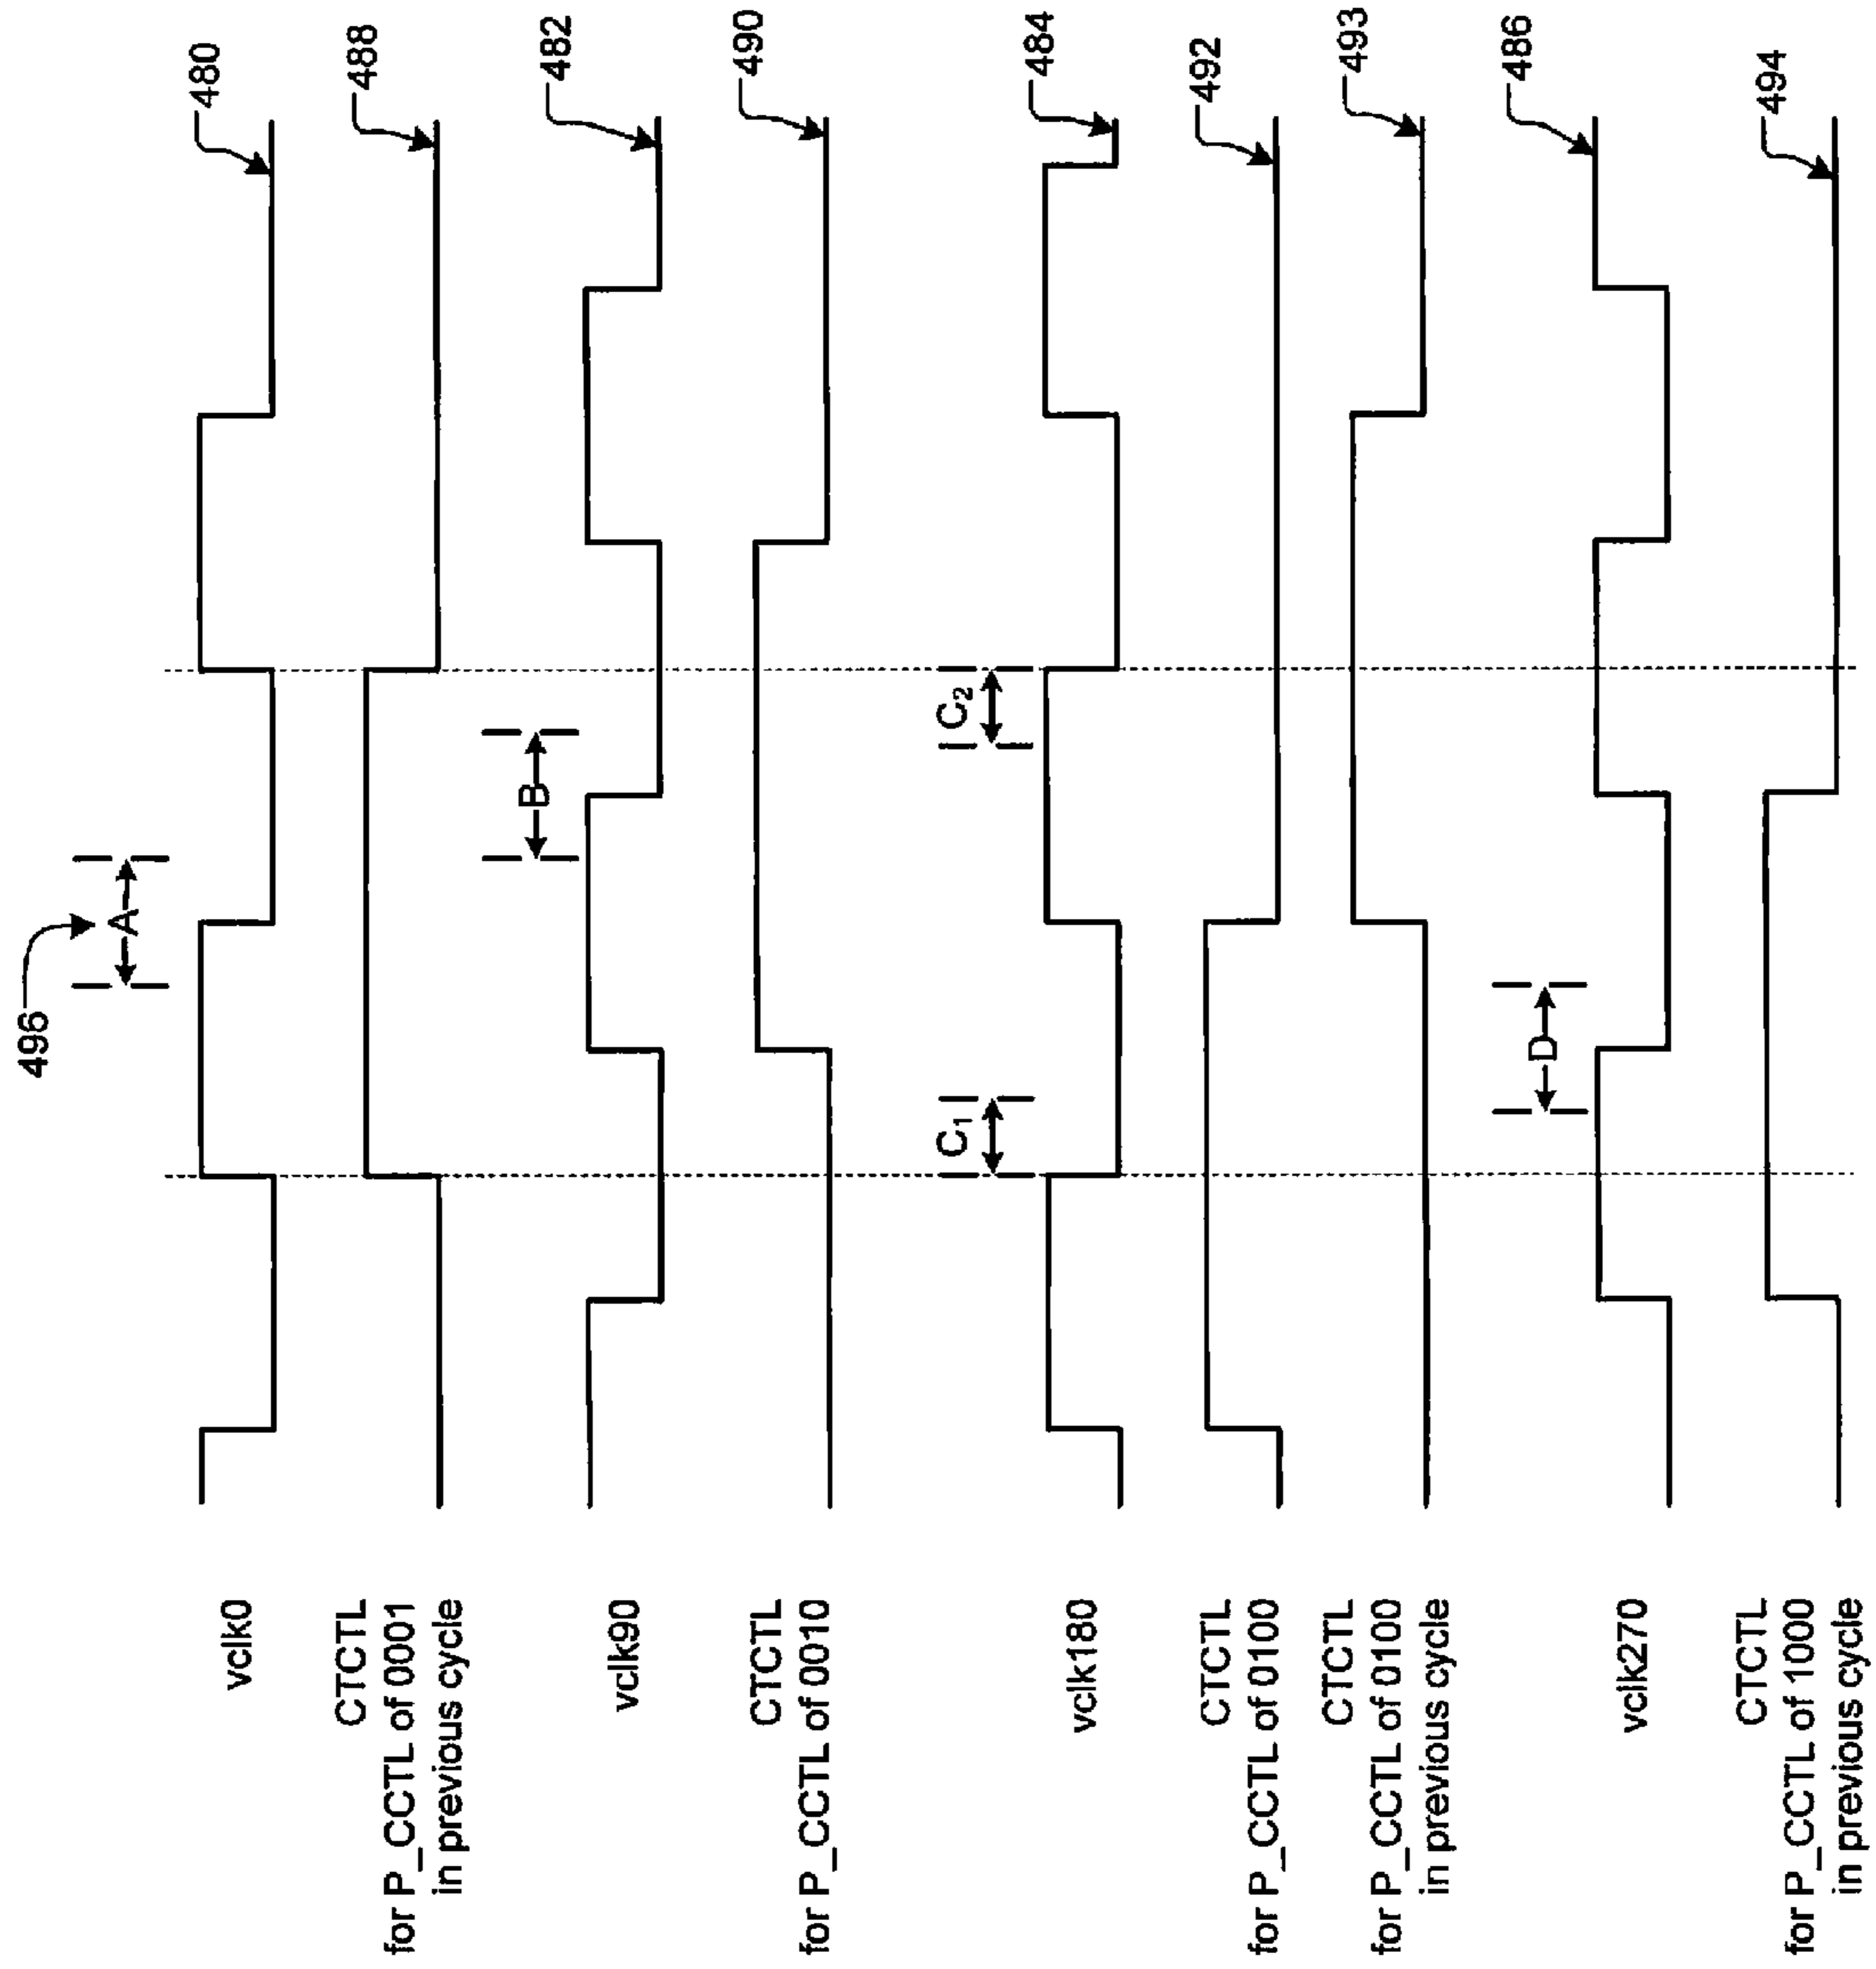 496
A
vclk0
480
CTCTL
for P_CCTL of 0001
in previous cycle
488
B
vclk90
482
CTCTL
for P_CCTL of 0010
490
C1
C2
vclk180
484
CTCTL
for P_CCTL of 0100
492
CTCTL
for P_CCTL of 0100
in previous cycle
493
D
vclk270
486
CTCTL
for P_CCTL of 1000
in previous cycle
494